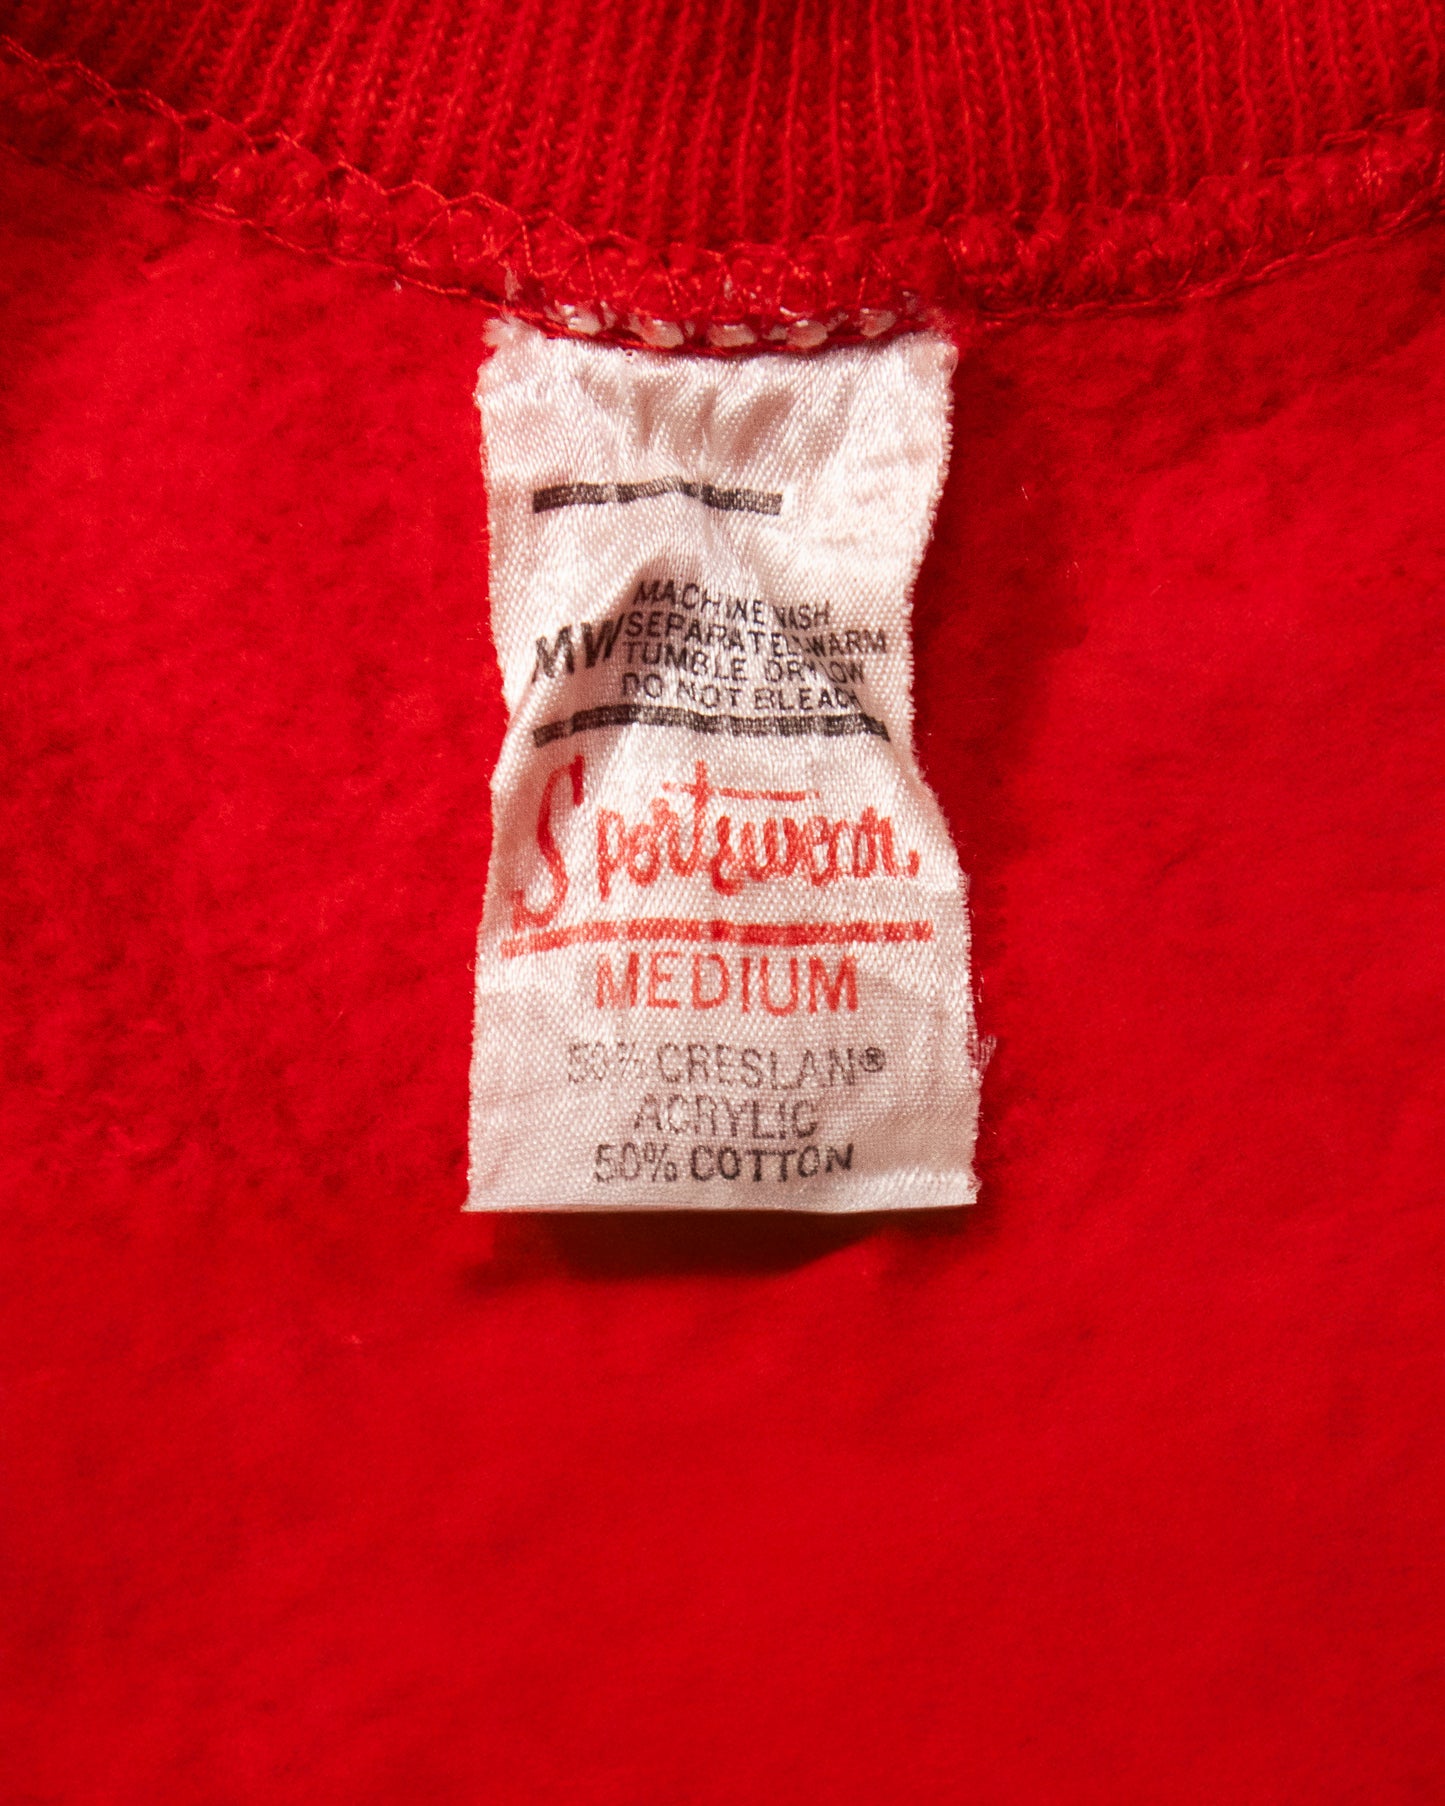 MW
MACHINE WASH
SEPARATELY WARM
TUMBLE DRY LOW
DO NOT BLEACH
Sportswear
MEDIUM
50% CRESLAN®
ACRYLIC
50% COTTON